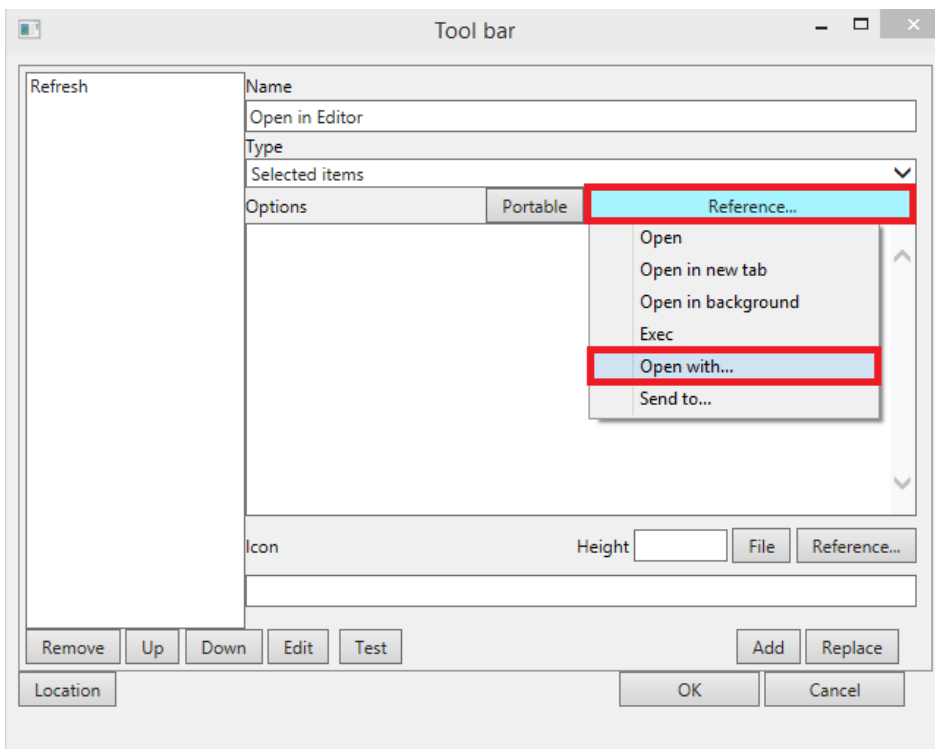 Tool bar
Refresh
Name
Open in Editor
Type
Selected items
Options
Portable
Reference...
Open
Open in new tab
Open in background
Exec
Open with...
Send to...
Icon
Height
File
Reference...
Remove
Up
Down
Edit
Test
Add
Replace
Location
OK
Cancel